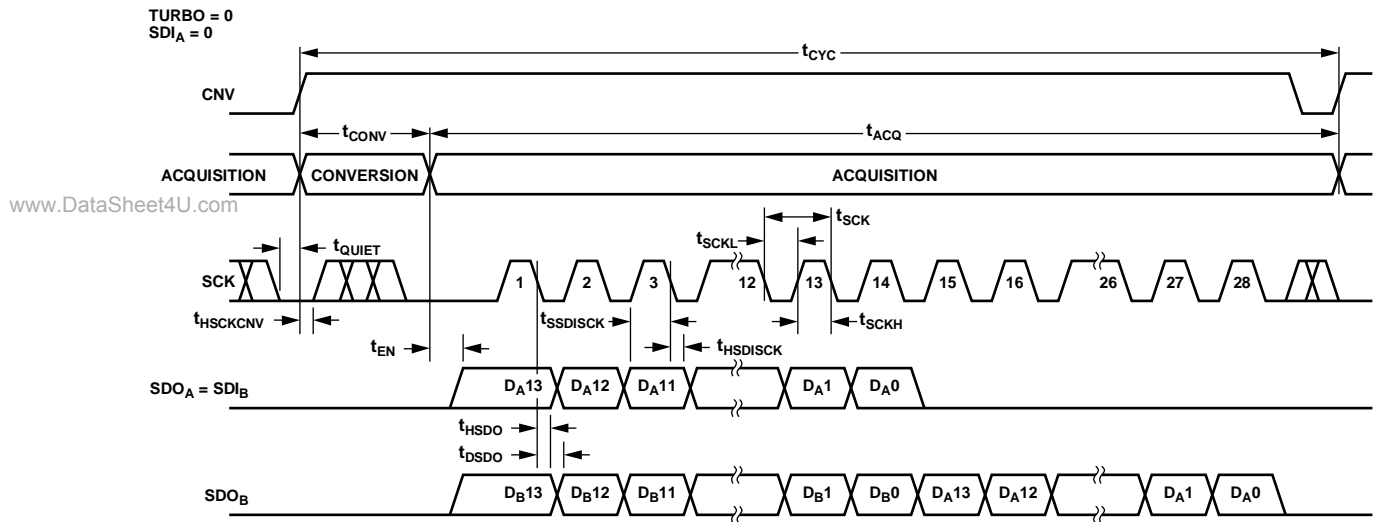 TURBO = 0
SDIA = 0
tCYC
CNV
tCONV
tACQ
ACQUISITION
CONVERSION
ACQUISITION
www.DataSheet4U.com
tSCK
tQUIET
tSCKL
SCK
1
2
3
12
13
14
15
16
26
27
28
tHSCKCNV
tSSDISCK
tSCKH
tEN
tHSDISCK
SDOA = SDIB
DA13
DA12
DA11
DA1
DA0
tHSDO
tDSDO
SDOB
DB13
DB12
DB11
DB1
DB0
DA13
DA12
DA1
DA0